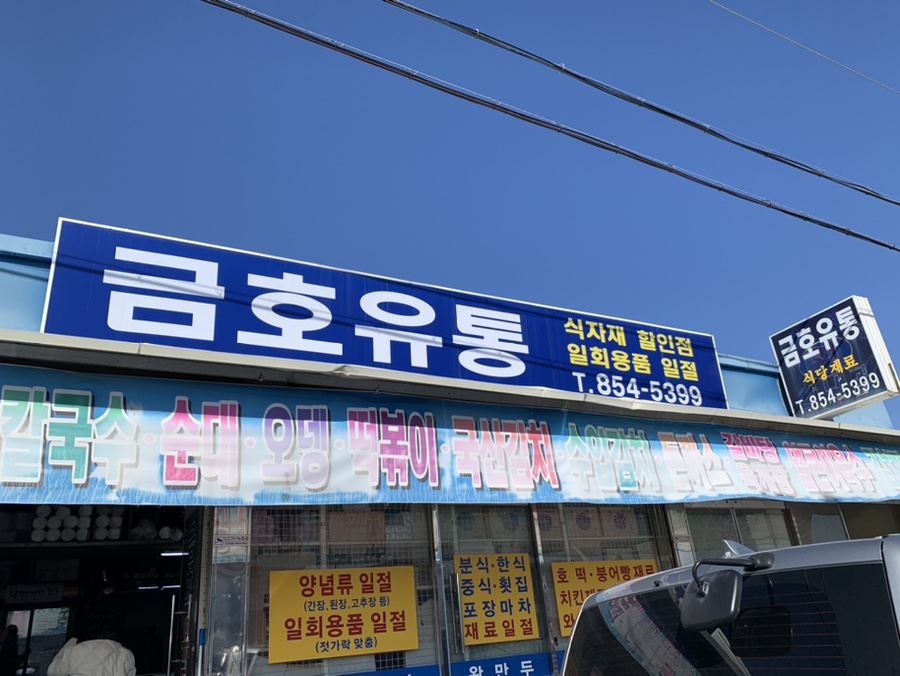 금호유통
식자재 할인점
일회용품 일절
T.854-5399
금호유통
식당재료
T.854-5399
칼국수·순대·오뎅·떡볶이·국산김치·수입김치·돈까스
양념류 일절
(간장, 된장, 고추장 등)
일회용품 일절
(젓가락 맞춤)
분식·한식
중식·횟집
포장마차
재료일절
호떡·붕어빵재료
왕만두